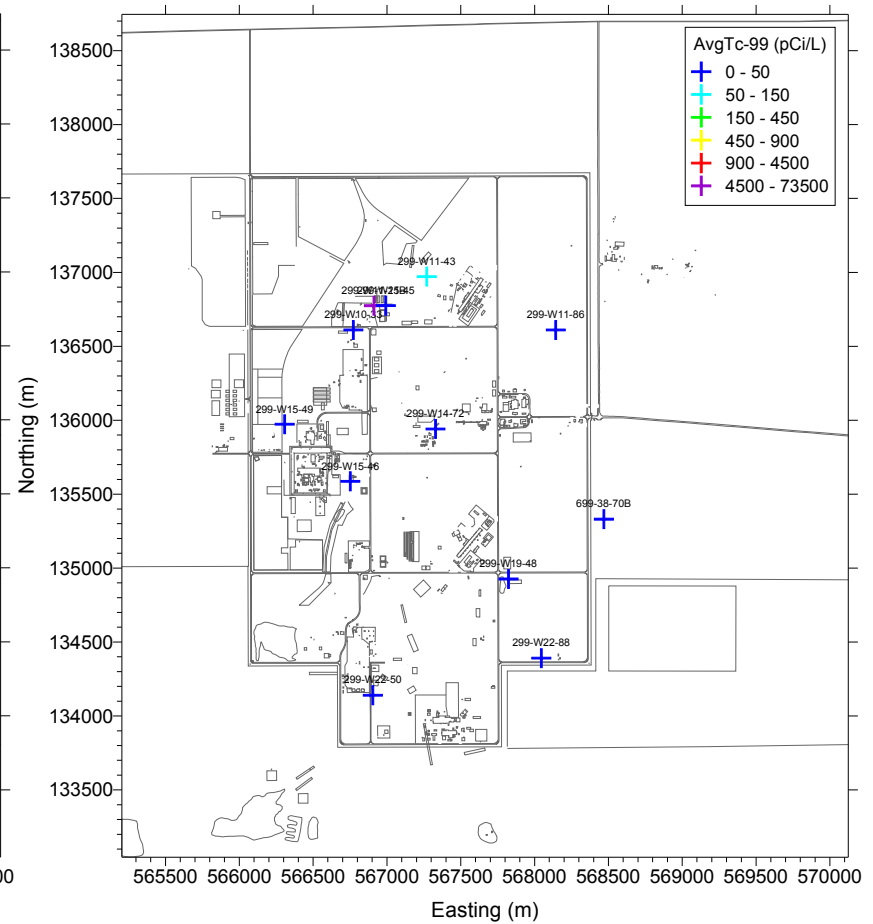 AvgTc-99 (pCi/L)
0 - 50
50 - 150
150 - 450
450 - 900
900 - 4500
4500 - 73500
138500
138000
137500
137000
136500
136000
135500
135000
134500
134000
133500
Northing (m)
299-W11-43
299-W10-33
299-W11-86
299-W15-49
299-W14-72
299-W15-46
699-38-70B
299-W19-48
299-W22-88
299-W22-50
00
565500 566000 566500 567000 567500 568000 568500 569000 569500 570000
Easting (m)